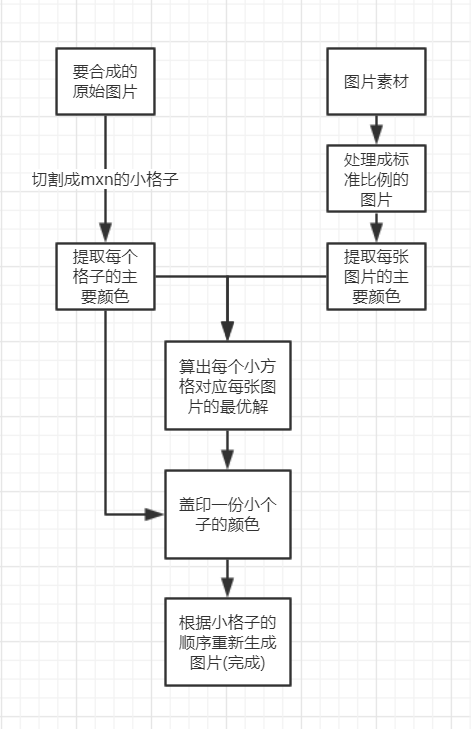 要合成的
原始图片
图片素材
处理成标
准比例的
图片
切割成mxn的小格子
提取每个
格子的主
要颜色
提取每张
图片的主
要颜色
算出每个小方
格对应每张图
片的最优解
盖印一份小个
子的颜色
根据小格子的
顺序重新生成
图片(完成)